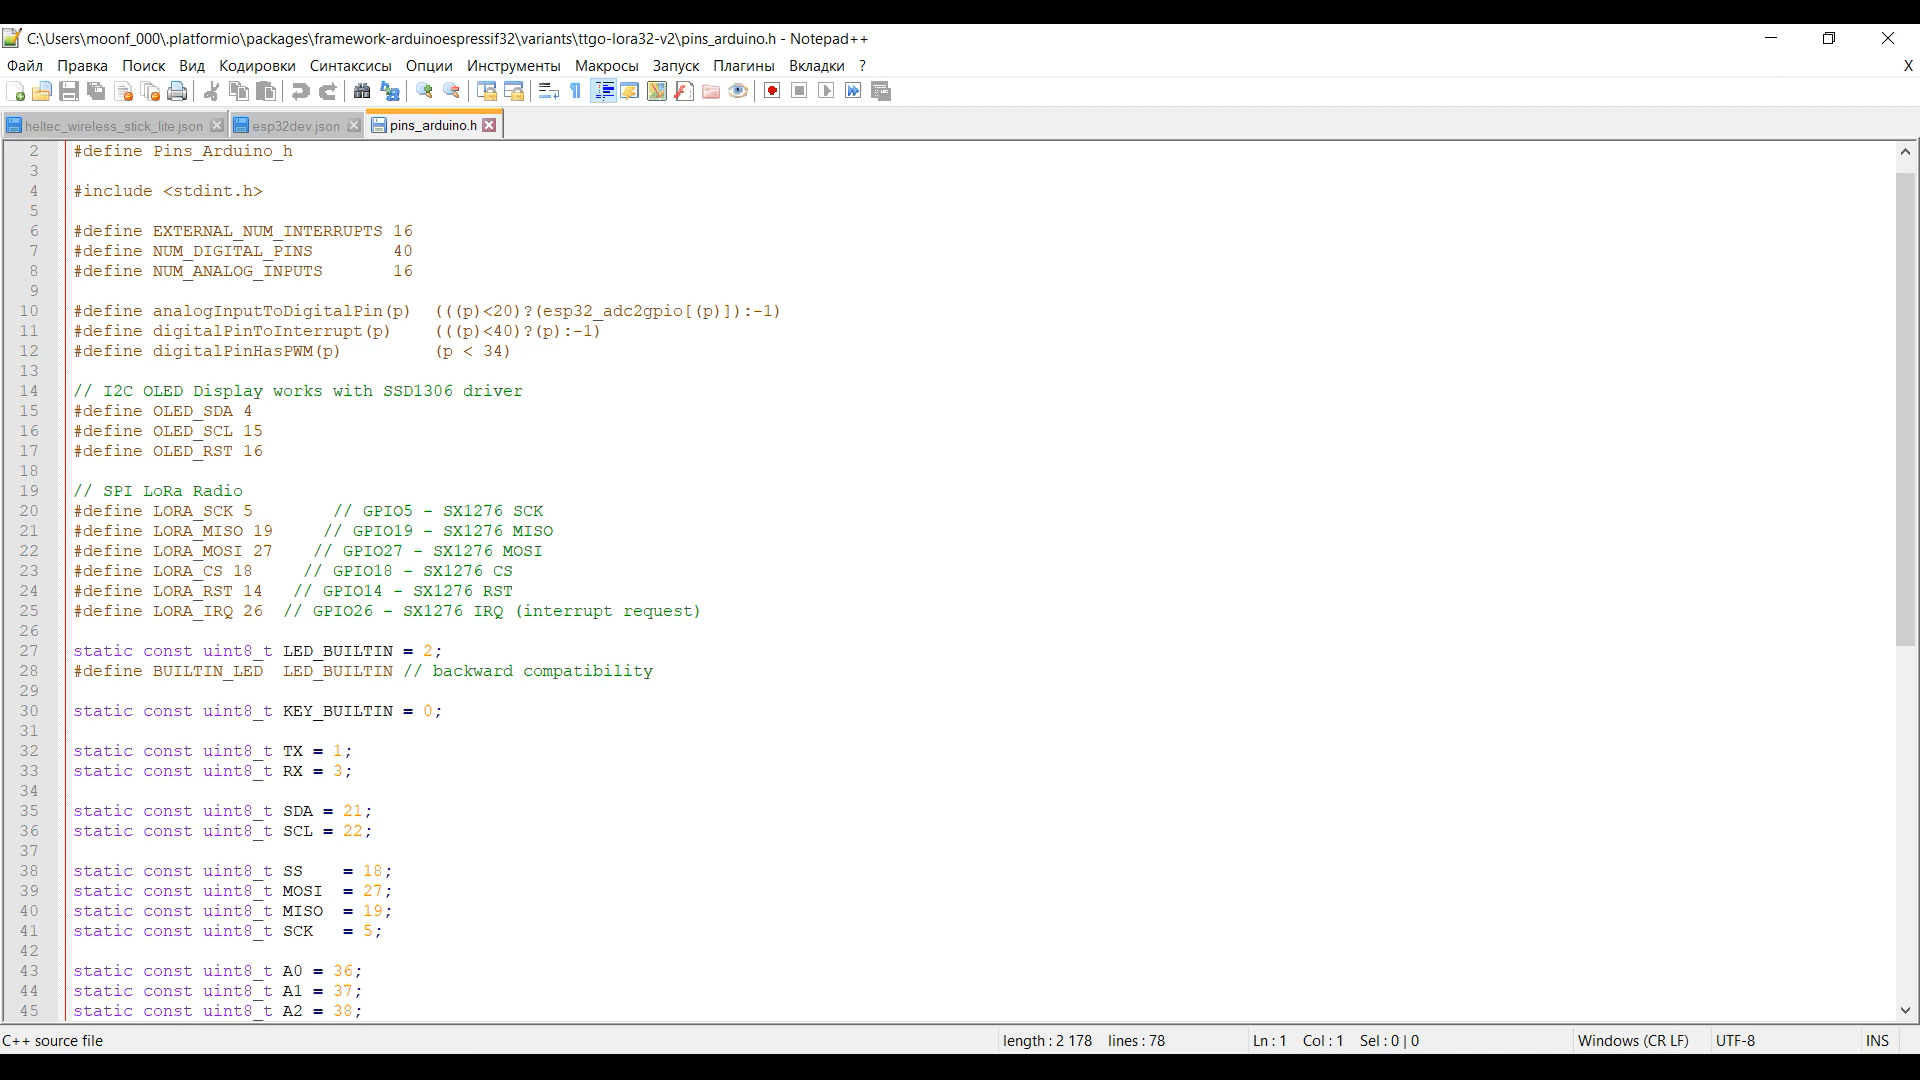 C:\Users\moonf_000\.platformio\packages\framework-arduinoespressif32\variants\ttgo-lora32-v2\pins_arduino.h - Notepad++
Файл Правка Поиск Вид Кодировки Синтаксисы Опции Инструменты Макросы Запуск Плагины Вкладки ? X
heltec_wireless_stick_lite.json esp32dev.json pins_arduino.h
2 #define Pins_Arduino_h
3
4 #include <stdint.h>
5
6 #define EXTERNAL_NUM_INTERRUPTS 16
7 #define NUM_DIGITAL_PINS        40
8 #define NUM_ANALOG_INPUTS       16
9
10 #define analogInputToDigitalPin(p)  (((p)<20)?(esp32_adc2gpio[(p)]):-1)
11 #define digitalPinToInterrupt(p)    (((p)<40)?(p):-1)
12 #define digitalPinHasPWM(p)         (p < 34)
13
14 // I2C OLED Display works with SSD1306 driver
15 #define OLED_SDA 4
16 #define OLED_SCL 15
17 #define OLED_RST 16
18
19 // SPI LoRa Radio
20 #define LORA_SCK 5        // GPIO5 - SX1276 SCK
21 #define LORA_MISO 19     // GPIO19 - SX1276 MISO
22 #define LORA_MOSI 27    // GPIO27 - SX1276 MOSI
23 #define LORA_CS 18     // GPIO18 - SX1276 CS
24 #define LORA_RST 14   // GPIO14 - SX1276 RST
25 #define LORA_IRQ 26  // GPIO26 - SX1276 IRQ (interrupt request)
26
27 static const uint8_t LED_BUILTIN = 2;
28 #define BUILTIN_LED  LED_BUILTIN // backward compatibility
29
30 static const uint8_t KEY_BUILTIN = 0;
31
32 static const uint8_t TX = 1;
33 static const uint8_t RX = 3;
34
35 static const uint8_t SDA = 21;
36 static const uint8_t SCL = 22;
37
38 static const uint8_t SS    = 18;
39 static const uint8_t MOSI  = 27;
40 static const uint8_t MISO  = 19;
41 static const uint8_t SCK   = 5;
42
43 static const uint8_t A0 = 36;
44 static const uint8_t A1 = 37;
45 static const uint8_t A2 = 38;
C++ source file length : 2 178 lines : 78 Ln : 1 Col : 1 Sel : 0 | 0 Windows (CR LF) UTF-8 INS